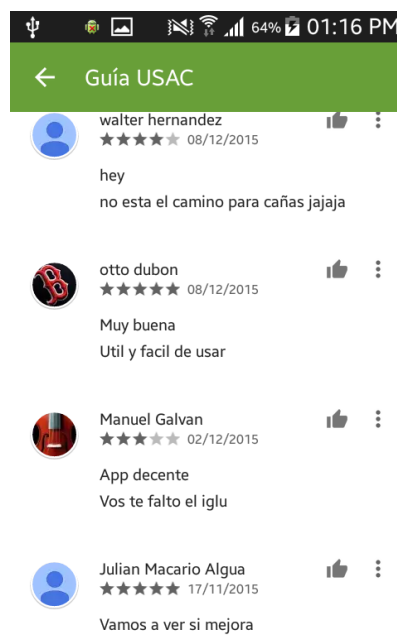 64% 01:16 PM
Guía USAC
walter hernandez
08/12/2015
hey
no esta el camino para cañas jajaja
otto dubon
08/12/2015
Muy buena
Util y facil de usar
Manuel Galvan
02/12/2015
App decente
Vos te falto el iglu
Julian Macario Algua
17/11/2015
Vamos a ver si mejora